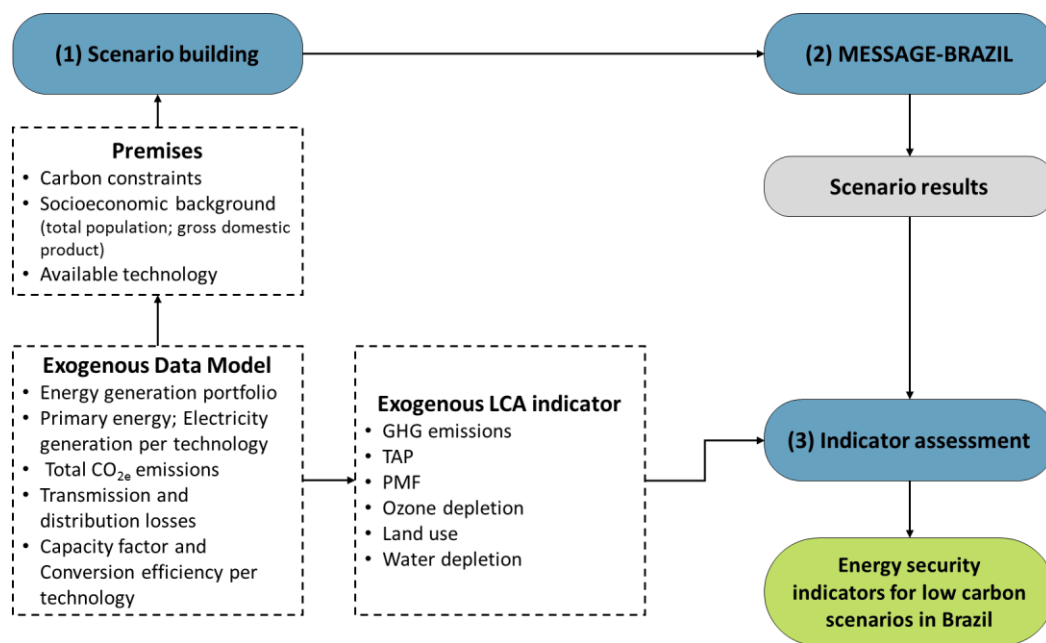 (1) Scenario building
(2) MESSAGE-BRAZIL
Premises
• Carbon constraints
• Socioeconomic background
(total population; gross domestic
product)
• Available technology
Scenario results
Exogenous Data Model
• Energy generation portfolio
• Primary energy; Electricity
generation per technology
• Total CO₂ₑ emissions
• Transmission and
distribution losses
• Capacity factor and
Conversion efficiency per
technology
Exogenous LCA indicator
• GHG emissions
• TAP
• PMF
• Ozone depletion
• Land use
• Water depletion
(3) Indicator assessment
Energy security
indicators for low carbon
scenarios in Brazil